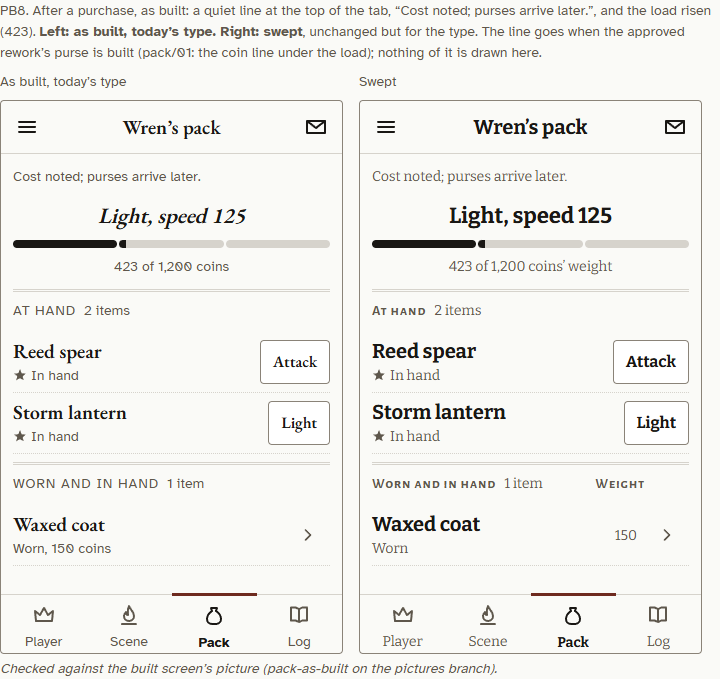 PB8. After a purchase, as built: a quiet line at the top of the tab, “Cost noted; purses arrive later.”, and the load risen
(423). Left: as built, today’s type. Right: swept, unchanged but for the type. The line goes when the approved
rework’s purse is built (pack/01: the coin line under the load); nothing of it is drawn here.
As built, today’s type
Wren’s pack
Cost noted; purses arrive later.
Light, speed 125
423 of 1,200 coins
AT HAND 2 items
Reed spear
★ In hand
Attack
Storm lantern
★ In hand
Light
WORN AND IN HAND 1 item
Waxed coat
Worn, 150 coins
Player Scene Pack Log
Swept
Wren’s pack
Cost noted; purses arrive later.
Light, speed 125
423 of 1,200 coins’ weight
AT HAND 2 items
Reed spear
★ In hand
Attack
Storm lantern
★ In hand
Light
WORN AND IN HAND 1 item WEIGHT
Waxed coat
Worn
150
Player Scene Pack Log
Checked against the built screen’s picture (pack-as-built on the pictures branch).